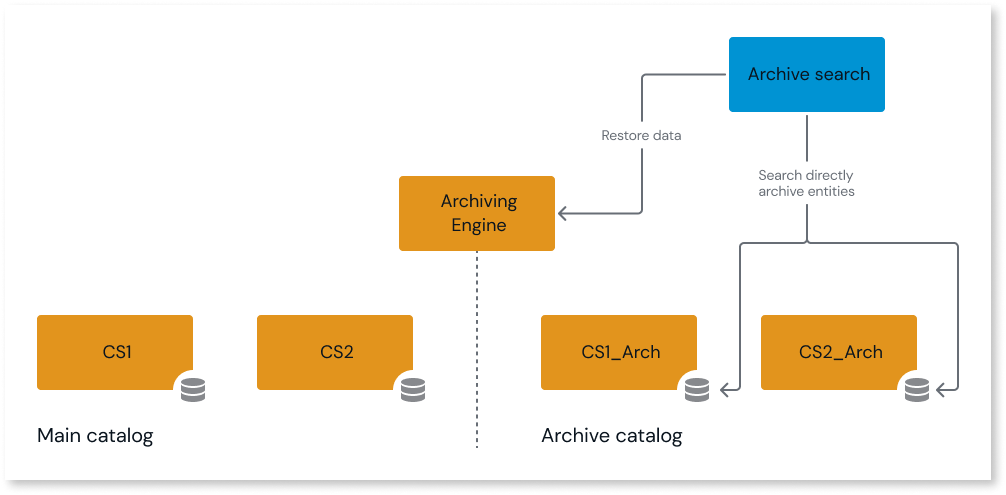 Archive search
Restore data
Search directly
archive entities
Archiving
Engine
CS1
CS2
CS1_Arch
CS2_Arch
Main catalog
Archive catalog